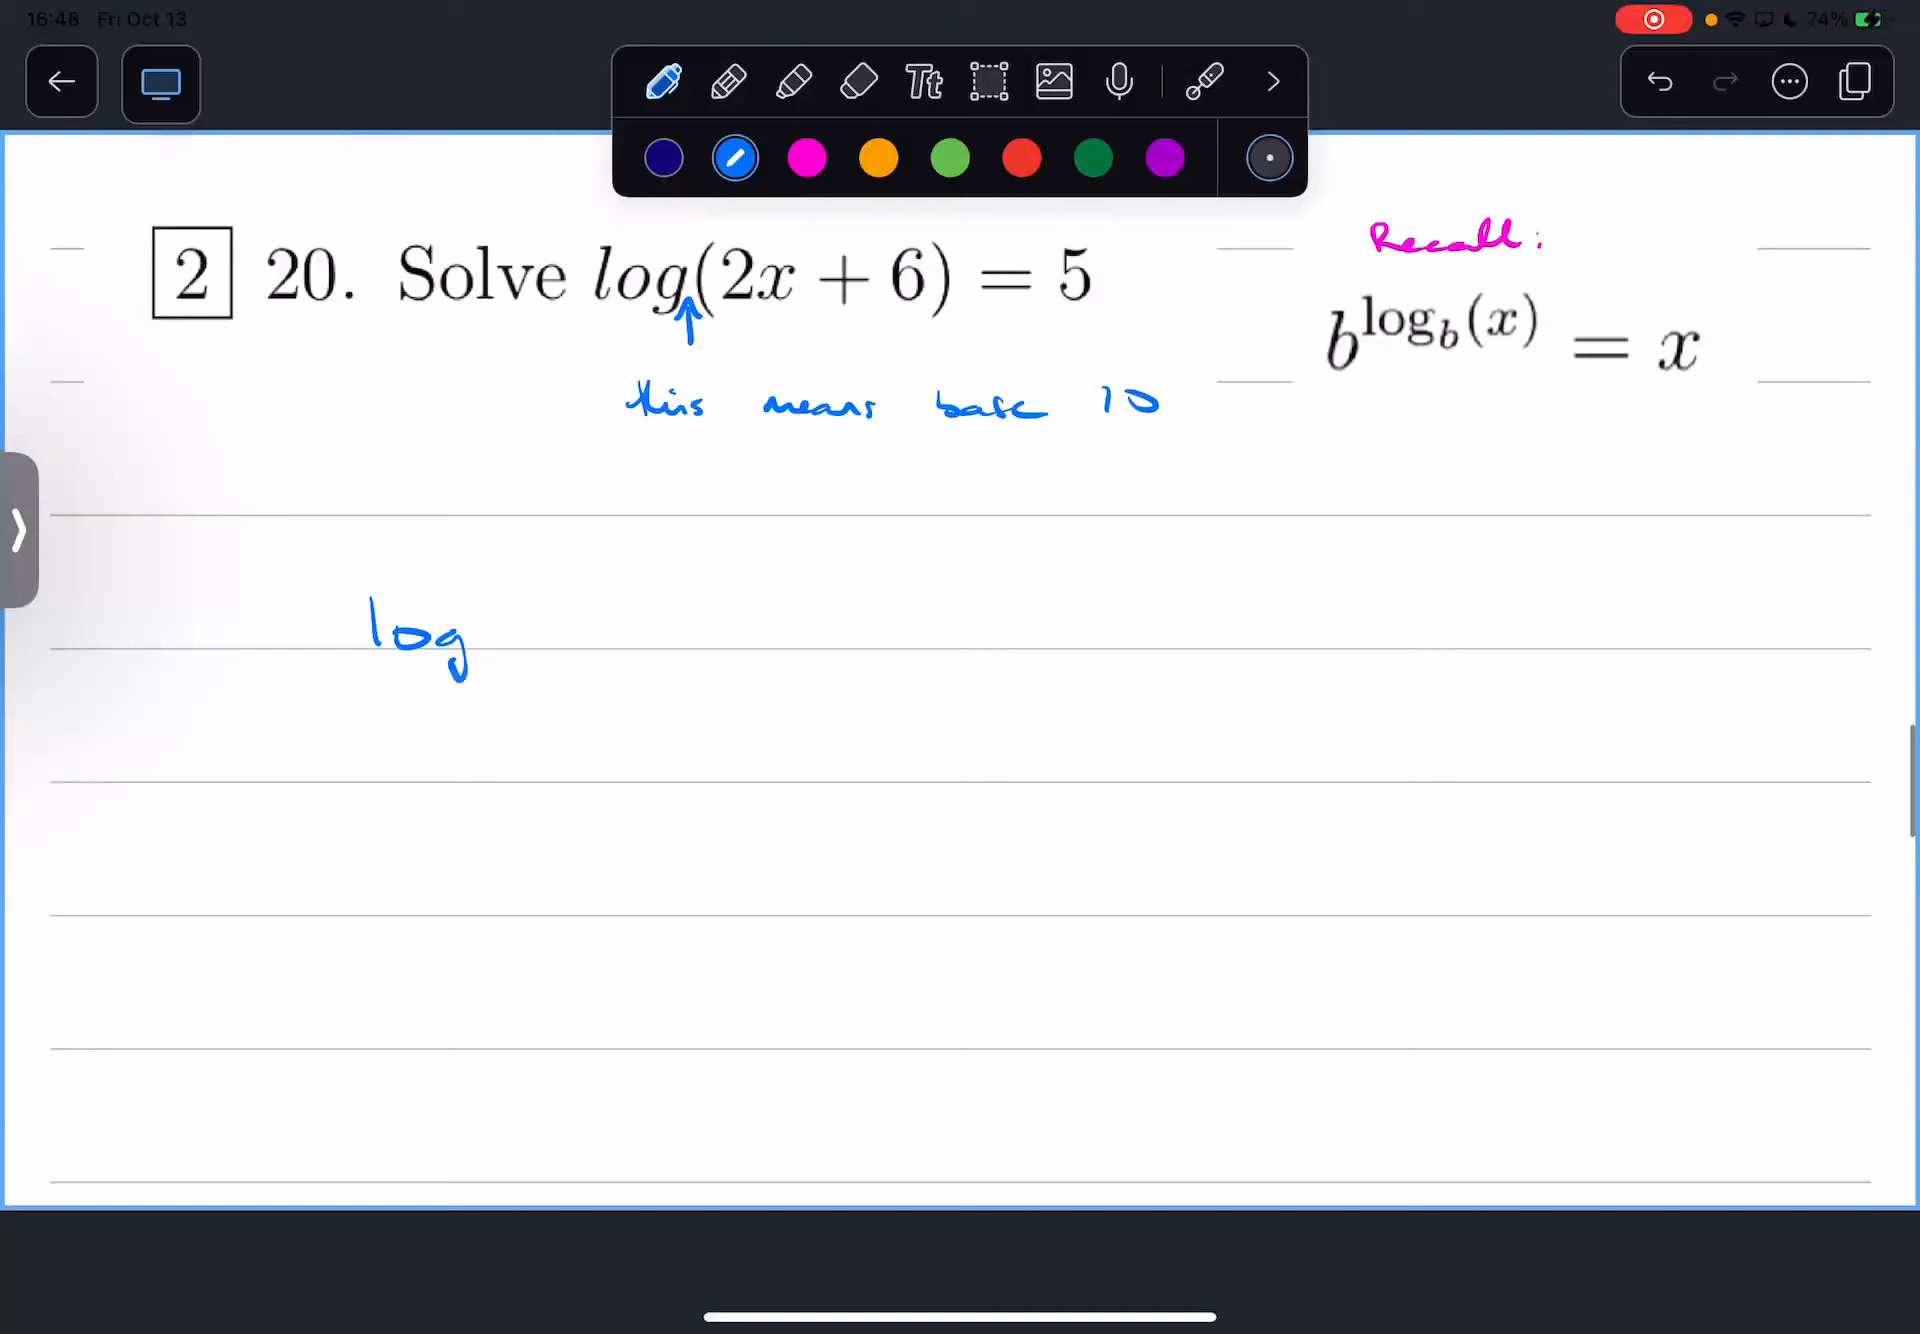 16:48 Fri Oct 13
74%
Tt
2 20. Solve log(2x + 6) = 5
Recall:
b^log_b(x) = x
this means base 10
log